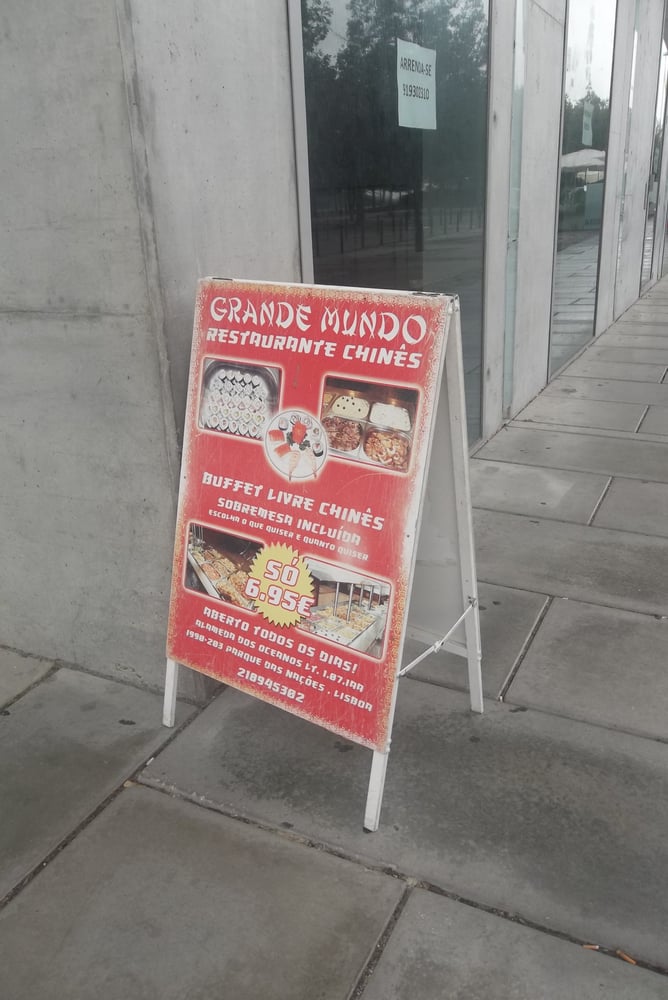 ARRENDA-SE
919302310
GRANDE MUNDO
RESTAURANTE CHINÊS
BUFFET LIVRE CHINÊS
SOBREMESA INCLUÍDA
ESCOLHA O QUE QUISER E QUANTO QUISER
SÓ
6.95€
ABERTO TODOS OS DIAS!
ALAMEDA DOS OCEANOS LT. 1.07.1AA
1998-203 PARQUE DAS NAÇÕES . LISBOA
218945302